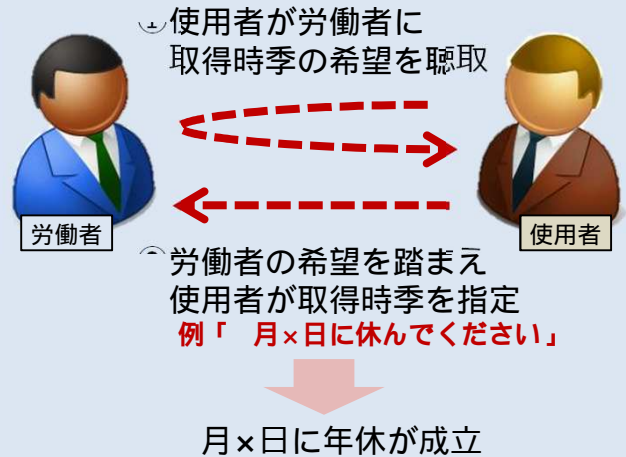 ①使用者が労働者に
取得時季の希望を聴取
労働者
使用者
労働者の希望を踏まえ
使用者が取得時季を指定
例「　月×日に休んでください」
月×日に年休が成立